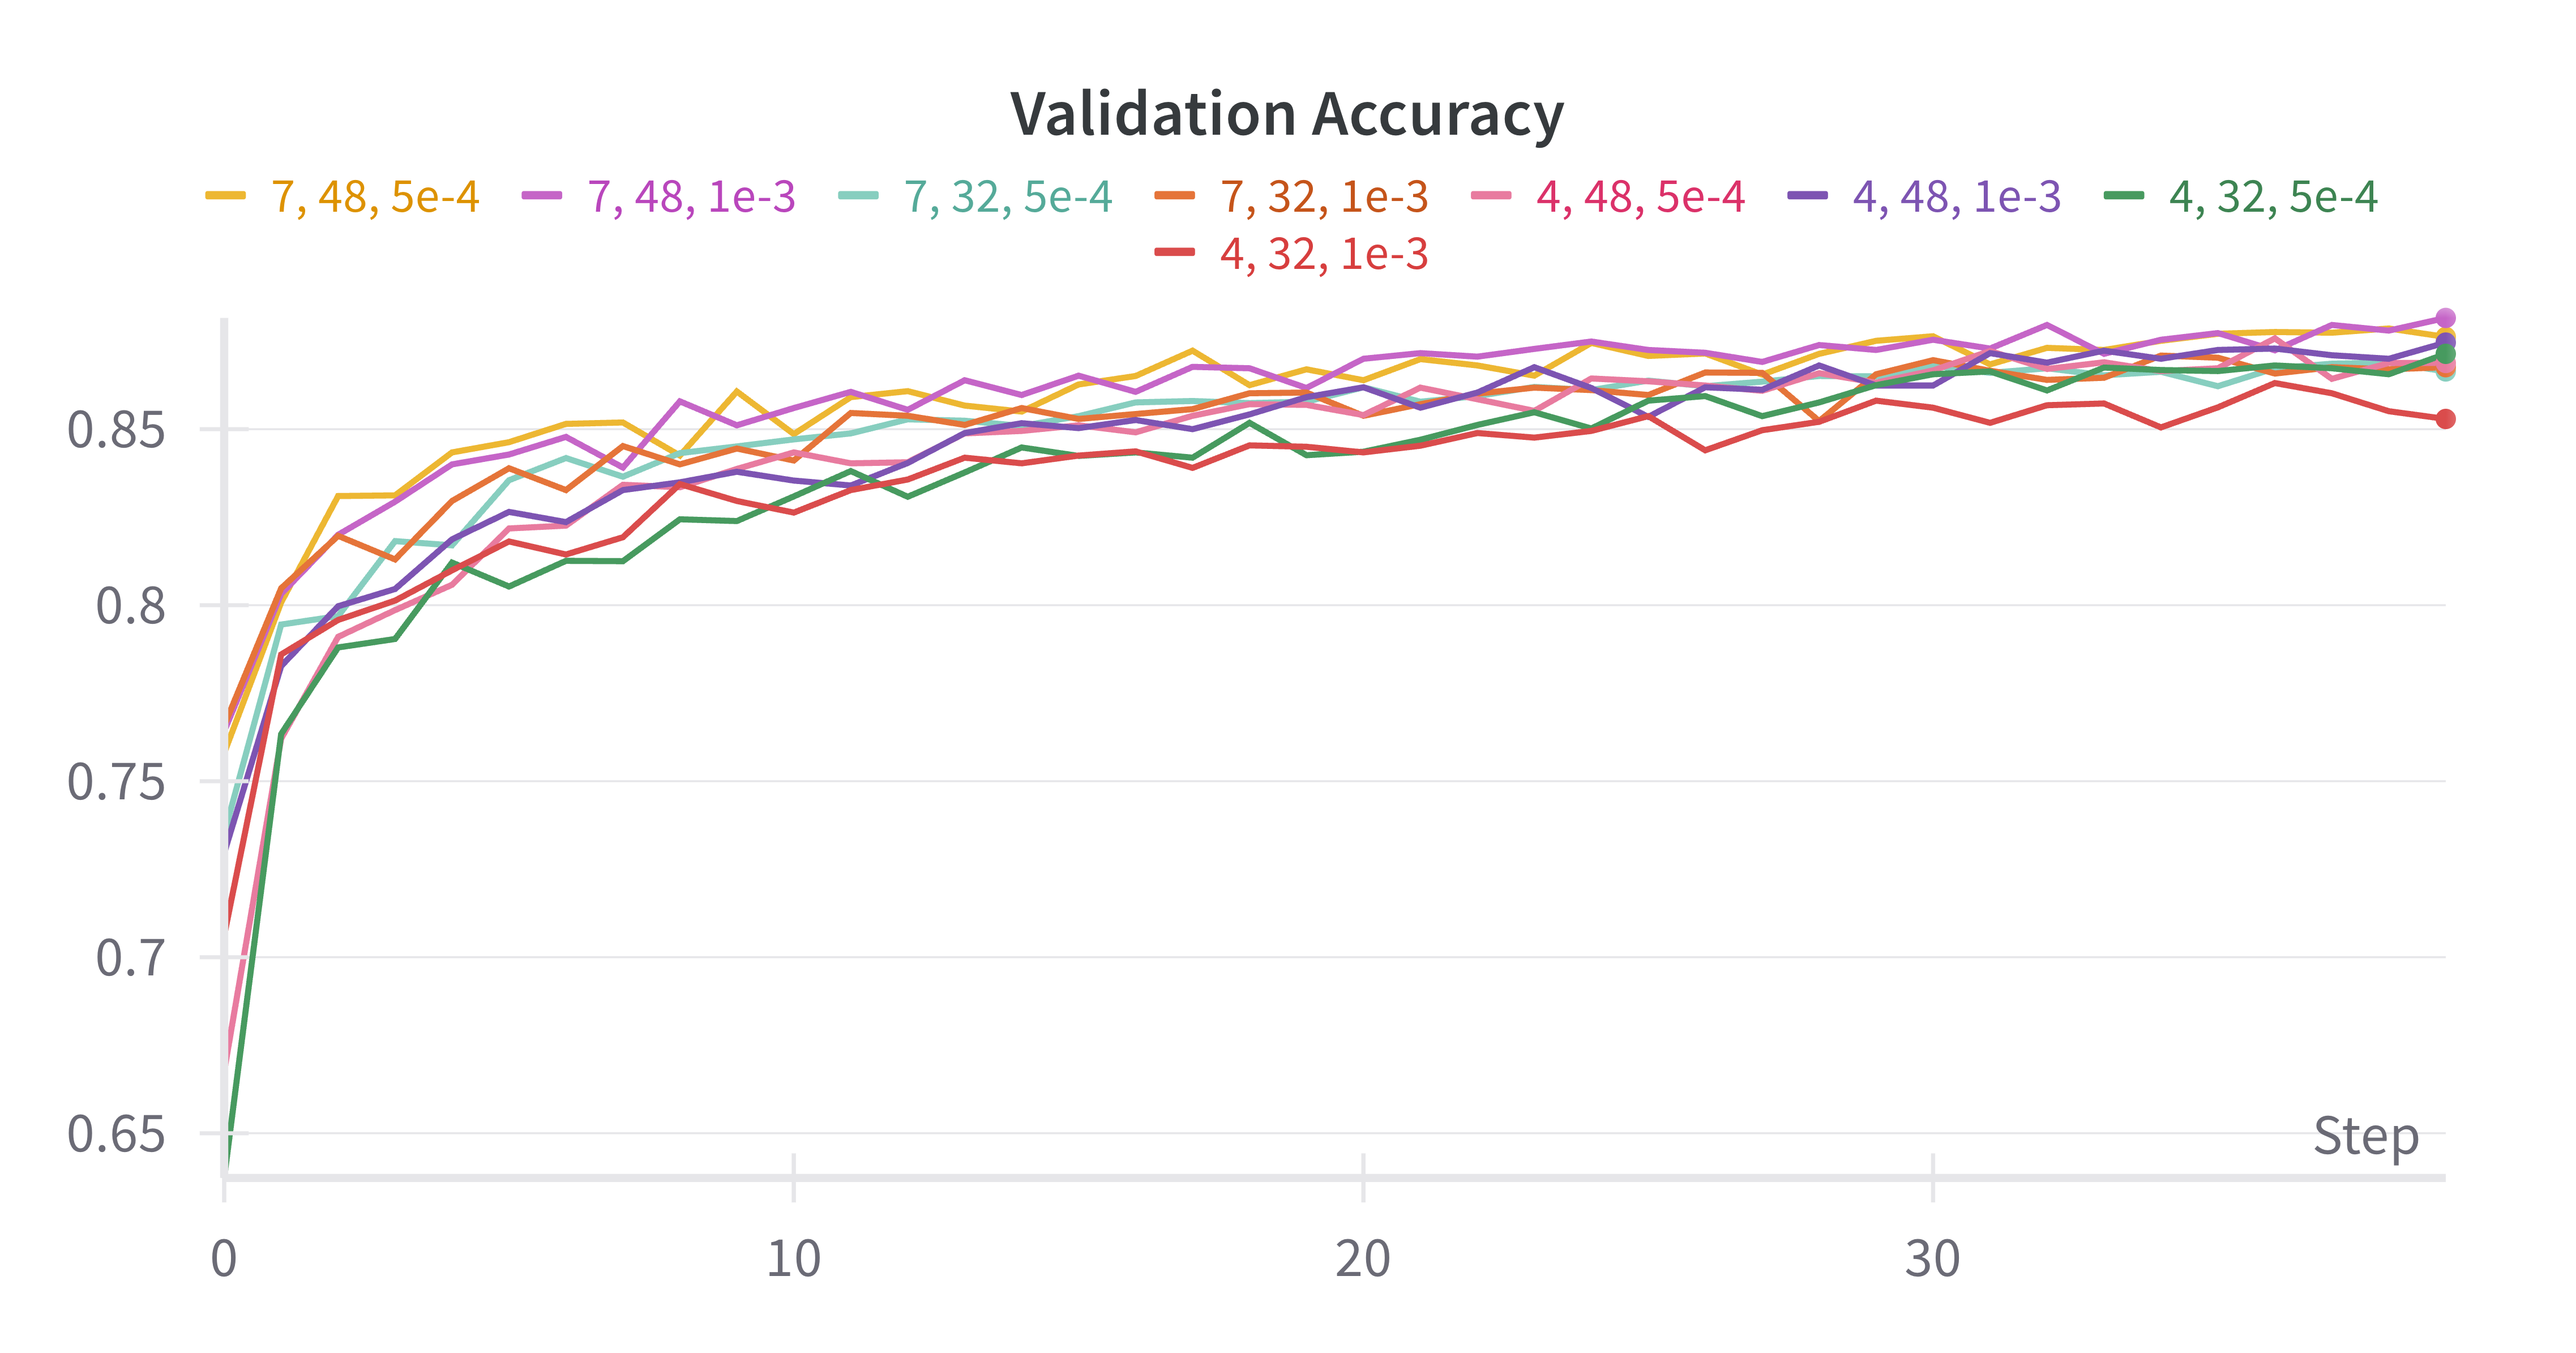 Validation Accuracy
7, 48, 5e-4 7, 48, 1e-3 7, 32, 5e-4 7, 32, 1e-3 4, 48, 5e-4 4, 48, 1e-3 4, 32, 5e-4
4, 32, 1e-3
0.85
0.8
0.75
0.7
0.65
Step
0 10 20 30